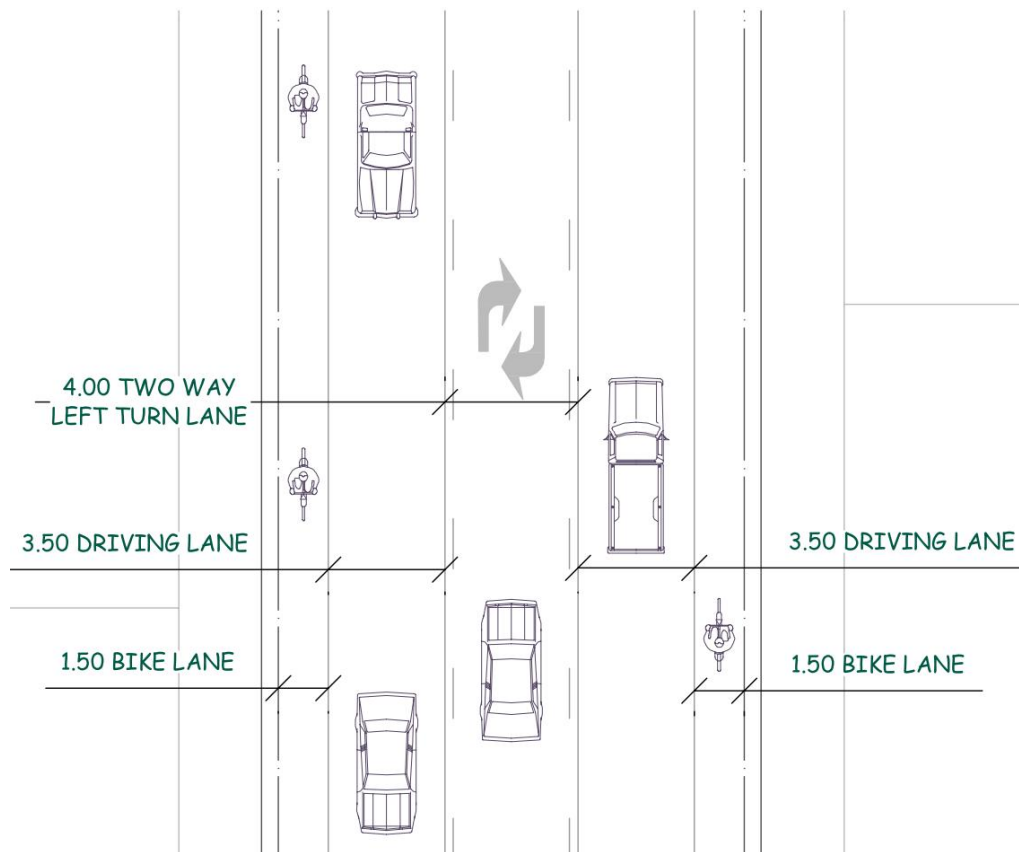 4.00 TWO WAY
LEFT TURN LANE
3.50 DRIVING LANE
3.50 DRIVING LANE
1.50 BIKE LANE
1.50 BIKE LANE